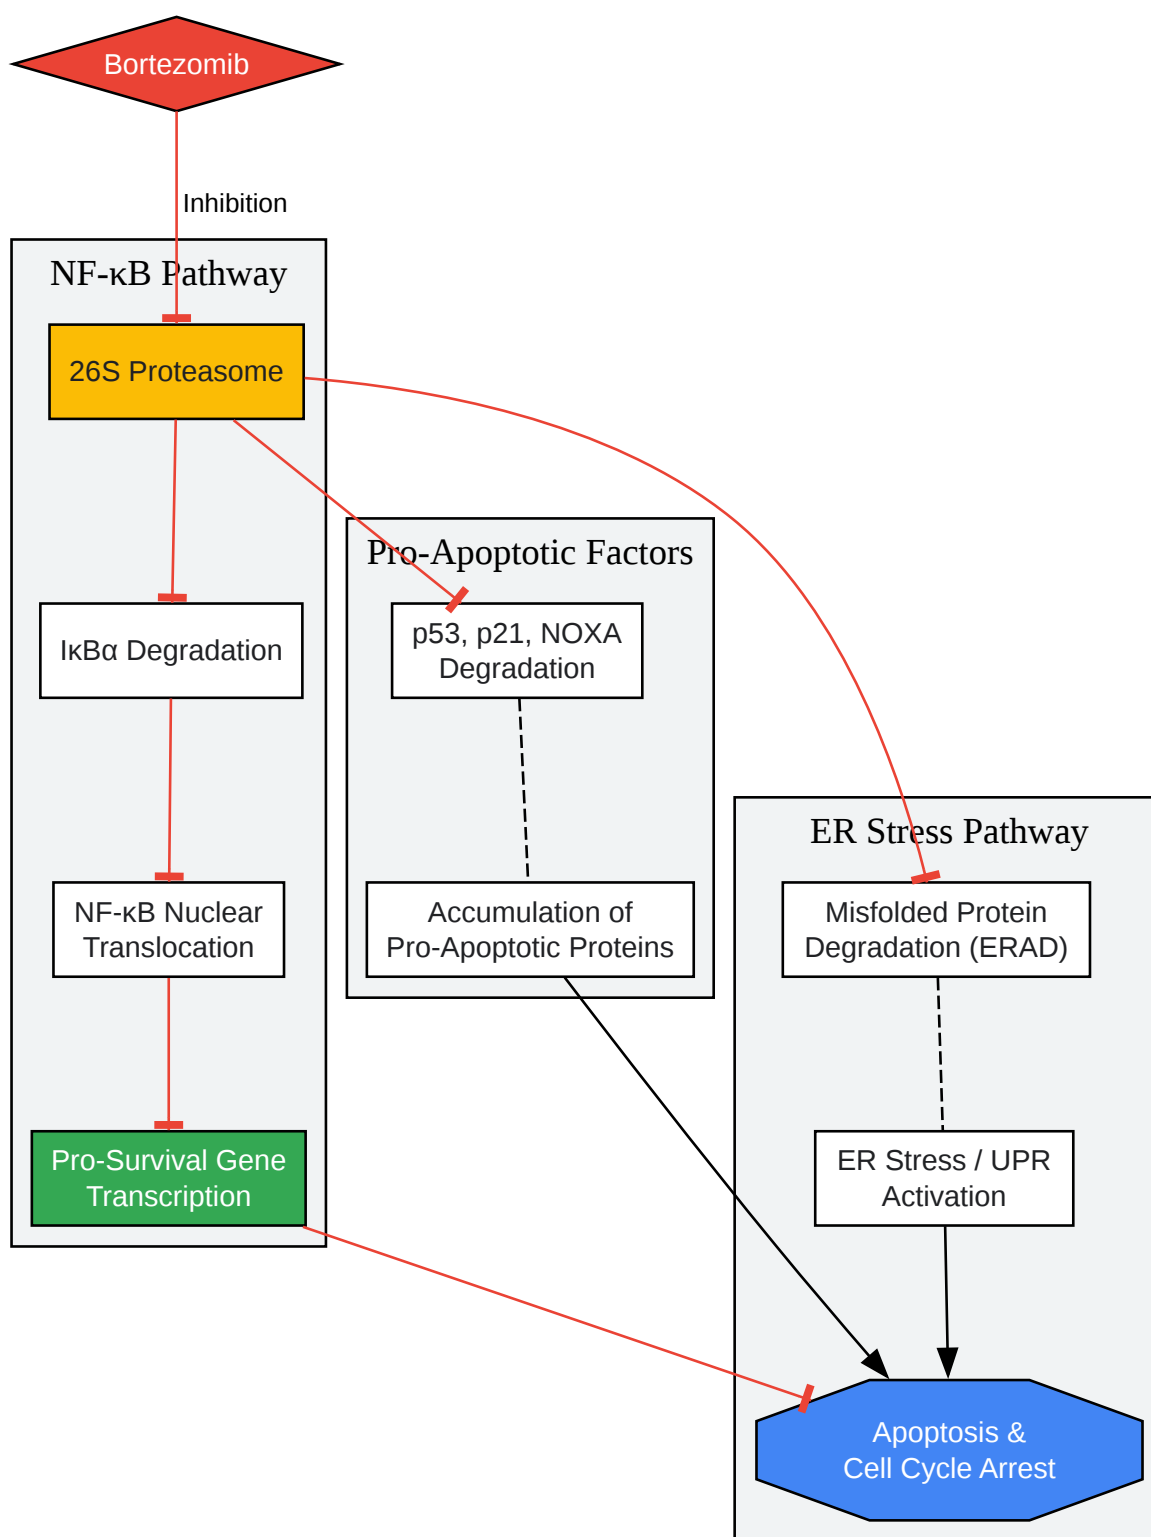 Bortezomib
Inhibition
NF-κB Pathway
26S Proteasome
IκBα Degradation
NF-κB Nuclear
Translocation
Pro-Survival Gene
Transcription
Pro-Apoptotic Factors
p53, p21, NOXA
Degradation
Accumulation of
Pro-Apoptotic Proteins
ER Stress Pathway
Misfolded Protein
Degradation (ERAD)
ER Stress / UPR
Activation
Apoptosis &
Cell Cycle Arrest